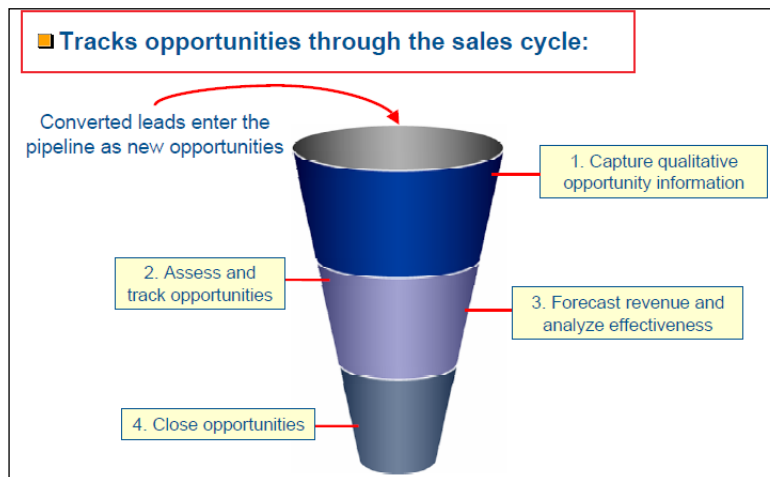 Tracks opportunities through the sales cycle:
Converted leads enter the
pipeline as new opportunities
1. Capture qualitative
opportunity information
2. Assess and
track opportunities
3. Forecast revenue and
analyze effectiveness
4. Close opportunities